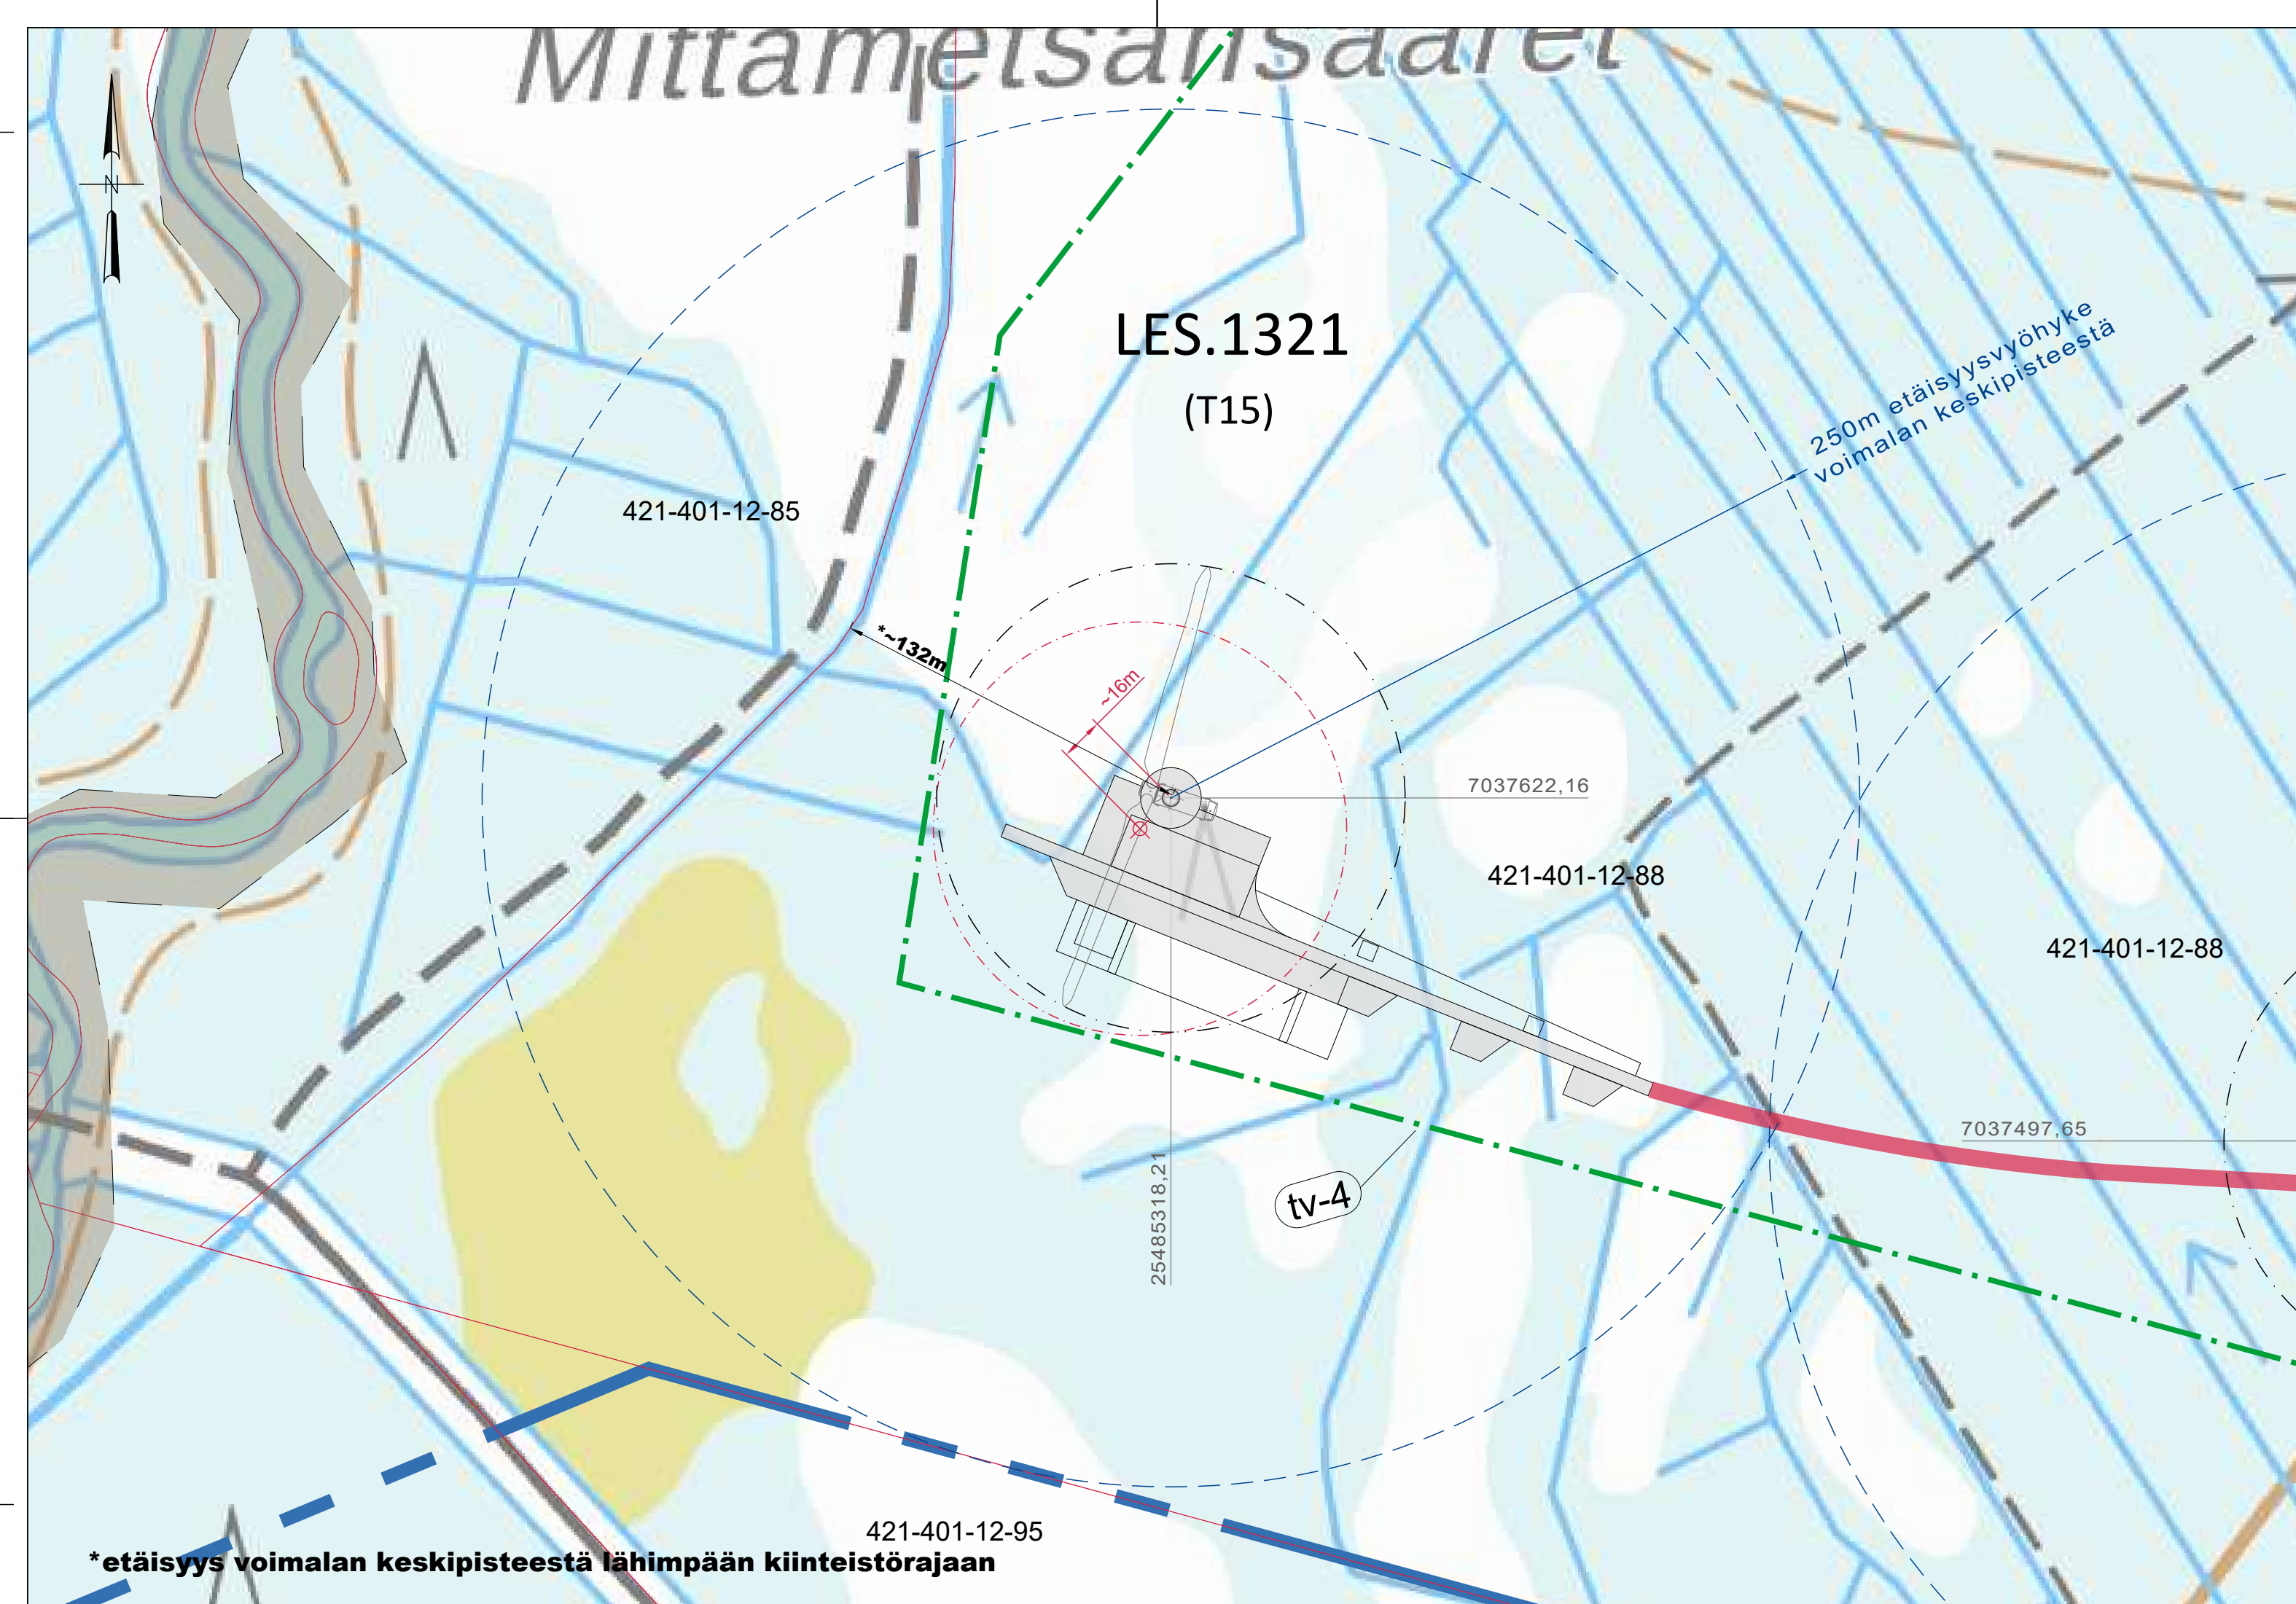 Mittametsänsaaret
N
LES.1321
(T15)
250m etäisyysvyöhyke
voimalan keskipisteestä
421-401-12-85
*~132m
~16m
7037622,16
421-401-12-88
421-401-12-88
7037497,65
25485318,21
tv-4
421-401-12-95
*etäisyys voimalan keskipisteestä lähimpään kiinteistörajaan